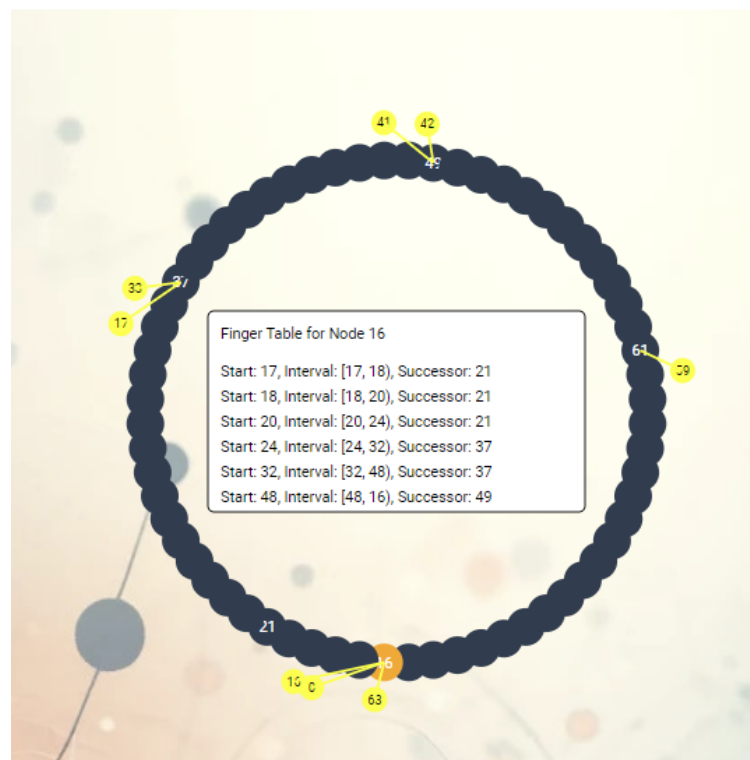 41 42
49
37
17
61
Finger Table for Node 16
Start: 17, Interval: [17, 18), Successor: 21
Start: 18, Interval: [18, 20), Successor: 21
Start: 20, Interval: [20, 24), Successor: 21
Start: 24, Interval: [24, 32), Successor: 37
Start: 32, Interval: [32, 48), Successor: 37
Start: 48, Interval: [48, 16), Successor: 49
21
16
63